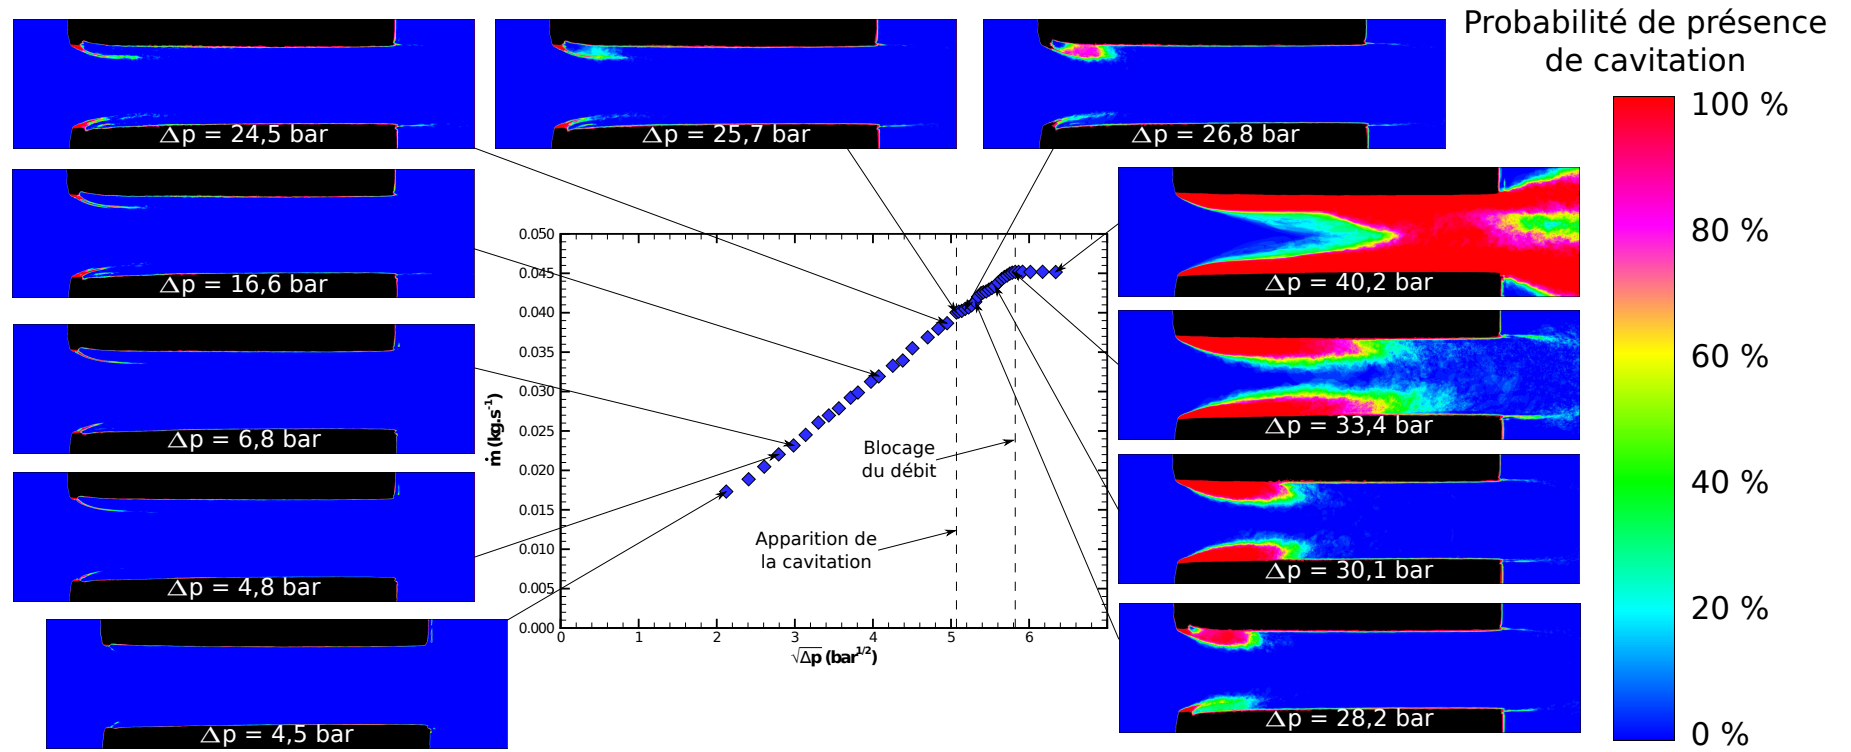 Probabilité de présence
de cavitation
100 %
80 %
60 %
40 %
20 %
0 %
Δp = 24,5 bar
Δp = 25,7 bar
Δp = 26,8 bar
Δp = 16,6 bar
Δp = 6,8 bar
Δp = 4,8 bar
Δp = 4,5 bar
Δp = 40,2 bar
Δp = 33,4 bar
Δp = 30,1 bar
Δp = 28,2 bar
0.050
0.045
0.040
0.035
0.030
0.025
0.020
0.015
0.010
0.005
0.000
ṁ (kg.s⁻¹)
Blocage
du débit
Apparition de
la cavitation
0 1 2 3 4 5 6
√Δp (bar^1/2)